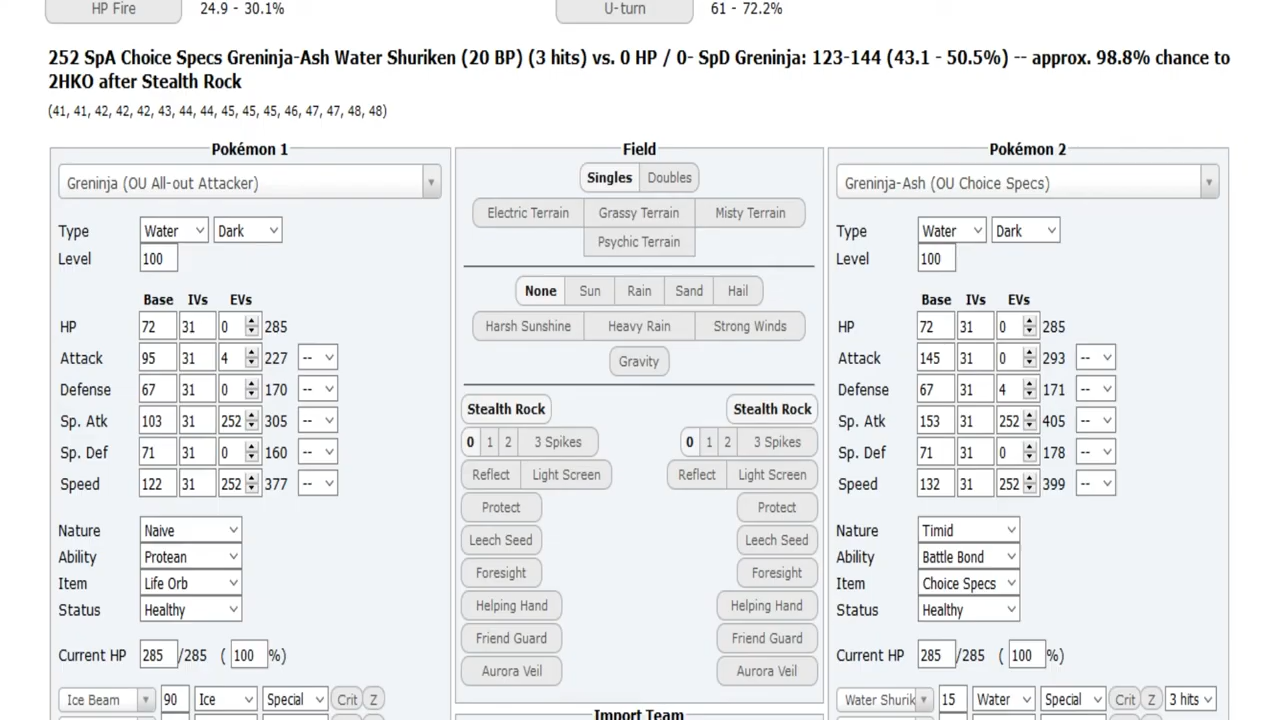 HP Fire 24.9 - 30.1% U-turn 61 - 72.2%
252 SpA Choice Specs Greninja-Ash Water Shuriken (20 BP) (3 hits) vs. 0 HP / 0- SpD Greninja: 123-144 (43.1 - 50.5%) -- approx. 98.8% chance to
2HKO after Stealth Rock
(41, 41, 42, 42, 42, 43, 44, 44, 45, 45, 45, 46, 47, 47, 48, 48)
Pokémon 1
Greninja (OU All-out Attacker)
Type Water Dark
Level 100
Base IVs EVs
HP 72 31 0 285
Attack 95 31 4 227 --
Defense 67 31 0 170 --
Sp. Atk 103 31 252 305 --
Sp. Def 71 31 0 160 --
Speed 122 31 252 377 --
Nature Naive
Ability Protean
Item Life Orb
Status Healthy
Current HP 285 /285 ( 100 %)
Ice Beam 90 Ice Special Crit Z
Field
Singles Doubles
Electric Terrain Grassy Terrain Misty Terrain
Psychic Terrain
None Sun Rain Sand Hail
Harsh Sunshine Heavy Rain Strong Winds
Gravity
Stealth Rock Stealth Rock
0 1 2 3 Spikes 0 1 2 3 Spikes
Reflect Light Screen Reflect Light Screen
Protect Protect
Leech Seed Leech Seed
Foresight Foresight
Helping Hand Helping Hand
Friend Guard Friend Guard
Aurora Veil Aurora Veil
Import Team
Pokémon 2
Greninja-Ash (OU Choice Specs)
Type Water Dark
Level 100
Base IVs EVs
HP 72 31 0 285
Attack 145 31 0 293 --
Defense 67 31 4 171 --
Sp. Atk 153 31 252 405 --
Sp. Def 71 31 0 178 --
Speed 132 31 252 399 --
Nature Timid
Ability Battle Bond
Item Choice Specs
Status Healthy
Current HP 285 /285 ( 100 %)
Water Shurik 15 Water Special Crit Z 3 hits